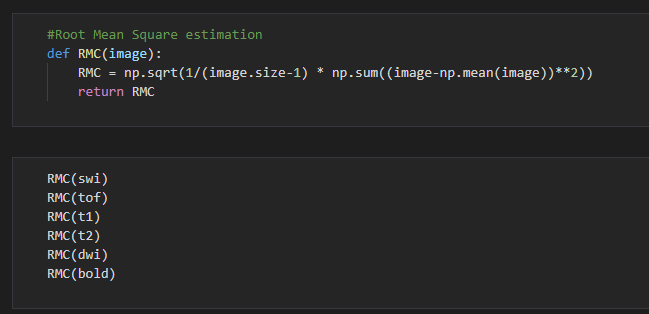 #Root Mean Square estimation
def RMC(image):
    RMC = np.sqrt(1/(image.size-1) * np.sum((image-np.mean(image))**2))
    return RMC
RMC(swi)
RMC(tof)
RMC(t1)
RMC(t2)
RMC(dwi)
RMC(bold)